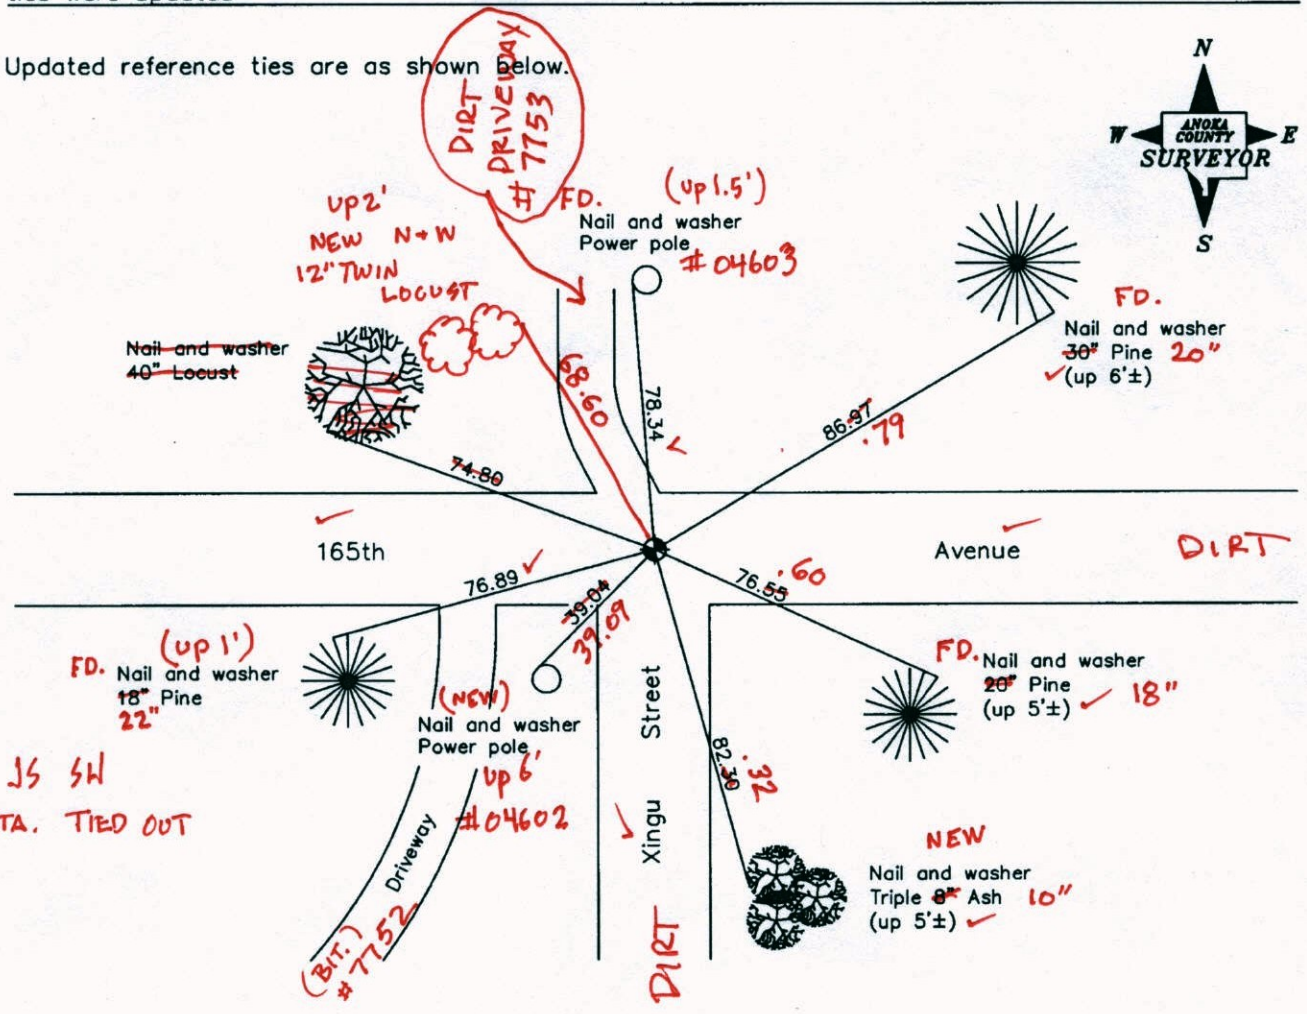 Updated reference ties are as shown below.
DIRT
DRIVEWAY
# 7753
N
W
ANOKA
COUNTY
SURVEYOR
E
S
up 2'
NEW N+W
12" TWIN
LOCUST
FD.
(up 1.5')
Nail and washer
Power pole
# 04603
FD.
Nail and washer
30" Pine 20"
(up 6'±)
Nail and washer
40" Locust
68.60
78.34
86.97
.79
74.80
165th
Avenue
DIRT
76.89
39.04
39.09
76.55
.60
(up 1')
FD.
Nail and washer
18" Pine
22"
(NEW)
Nail and washer
Power pole
up 6'
#04602
Xingu Street
DIRT
FD.
Nail and washer
20" Pine
(up 5'±)
18"
82.30
.32
JS SW
TA. TIED OUT
Driveway
(BIT.)
# 7752
NEW
Nail and washer
Triple 8" Ash 10"
(up 5'±)